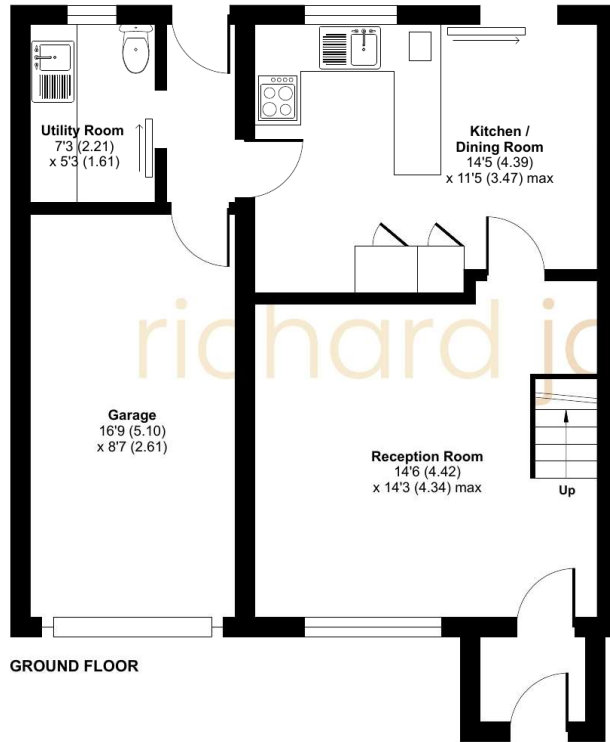 Utility Room
7'3 (2.21)
x 5'3 (1.61)
Kitchen /
Dining Room
14'5 (4.39)
x 11'5 (3.47) max
richard
Garage
16'9 (5.10)
x 8'7 (2.61)
Reception Room
14'6 (4.42)
x 14'3 (4.34) max
Up
GROUND FLOOR